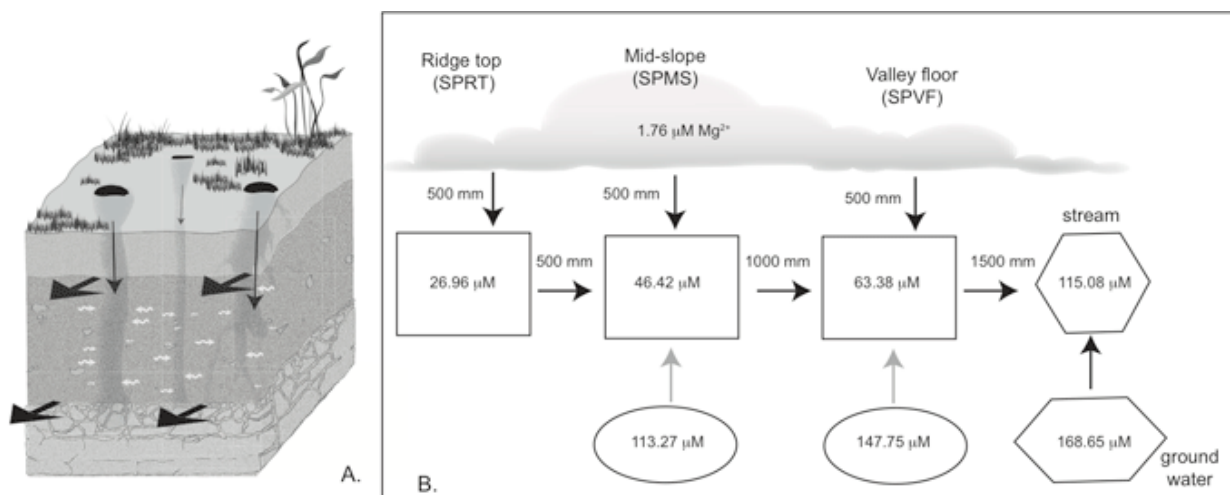 A.
B.
Ridge top
(SPRT)
Mid-slope
(SPMS)
Valley floor
(SPVF)
1.76 μM Mg²⁺
500 mm
500 mm
500 mm
stream
26.96 μM
500 mm
46.42 μM
1000 mm
63.38 μM
1500 mm
115.08 μM
113.27 μM
147.75 μM
168.65 μM
ground
water